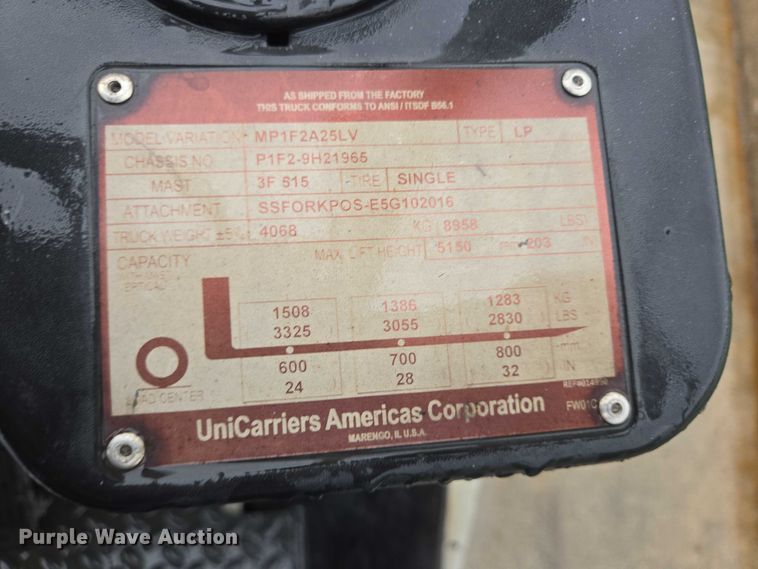 AS SHIPPED FROM THE FACTORY
THIS TRUCK CONFORMS TO ANSI / ITSDF B56.1
MODEL VARIATION MP1F2A25LV TYPE LP
CHASSIS NO P1F2-9H21965
MAST 3F 515 TIRE SINGLE
ATTACHMENT SSFORKPOS-E5G102016
TRUCK WEIGHT ±5% 4068 KG 8958 LBS
CAPACITY MAX. LIFT HEIGHT 5150 203 IN
WITH MAST
1508 1386 1283 KG
3325 3055 2830 LBS
600 700 800 mm
24 28 32 IN
LOAD CENTER
UniCarriers Americas Corporation
MARENGO, IL U.S.A.
Purple Wave Auction